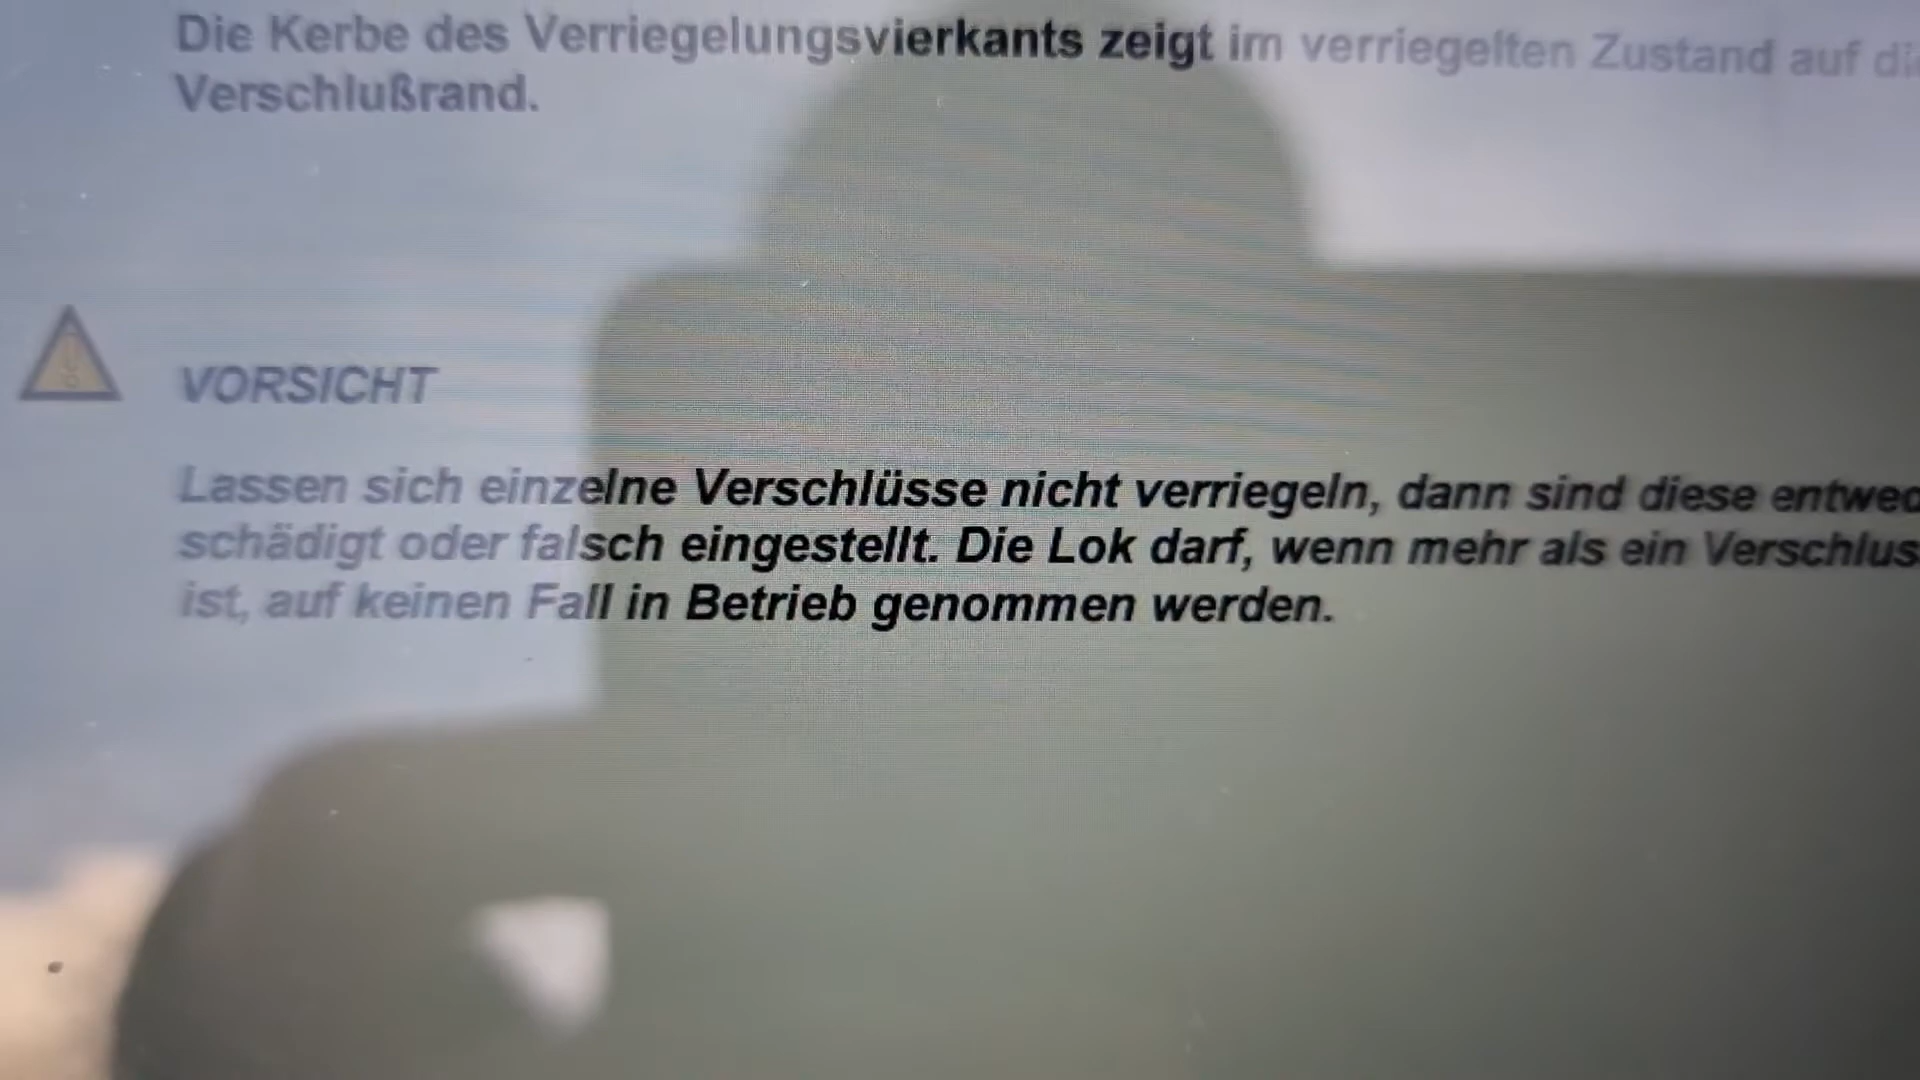 Die Kerbe des Verriegelungsvierkants zeigt im verriegelten Zustand auf
Verschlußrand.
VORSICHT
Lassen sich einzelne Verschlüsse nicht verriegeln, dann sind diese
schädigt oder falsch eingestellt. Die Lok darf, wenn mehr als ein
ist, auf keinen Fall in Betrieb genommen werden.